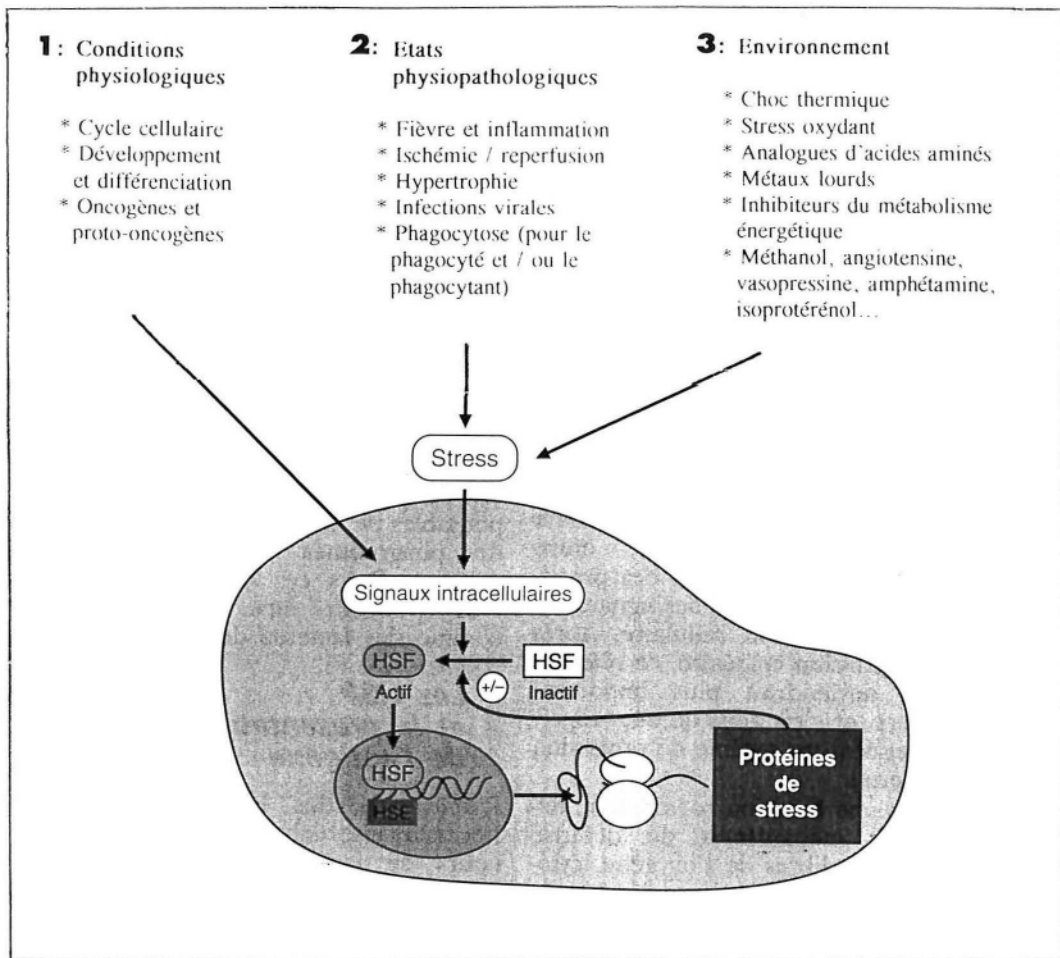 1: Conditions
physiologiques
* Cycle cellulaire
* Développement
et différenciation
* Oncogènes et
proto-oncogènes
2: Etats
physiopathologiques
* Fièvre et inflammation
* Ischémie / reperfusion
* Hypertrophie
* Infections virales
* Phagocytose (pour le
phagocyté et / ou le
phagocytant)
3: Environnement
* Choc thermique
* Stress oxydant
* Analogues d'acides aminés
* Métaux lourds
* Inhibiteurs du métabolisme
énergétique
* Méthanol, angiotensine,
vasopressine, amphétamine,
isoprotérénol...
Stress
Signaux intracellulaires
HSF
Actif
+/–
HSF
Inactif
HSF
HSE
Protéines
de
stress